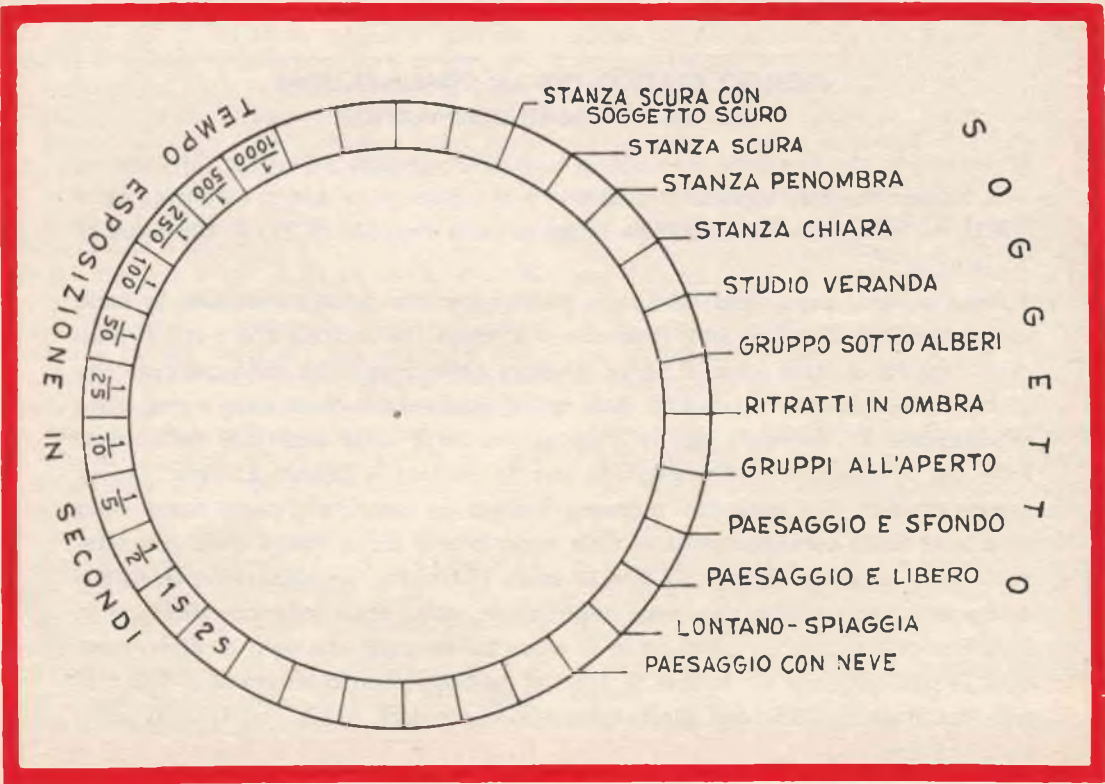 TEMPO
ESPOSIZIONE IN SECONDI
1/1000
1/500
1/250
1/100
1/50
1/25
1/10
1/5
1/2
1S
2S
STANZA SCURA CON
SOGGETTO SCURO
STANZA SCURA
STANZA PENOMBRA
STANZA CHIARA
STUDIO VERANDA
GRUPPO SOTTO ALBERI
RITRATTI IN OMBRA
GRUPPI ALL'APERTO
PAESAGGIO E SFONDO
PAESAGGIO E LIBERO
LONTANO-SPIAGGIA
PAESAGGIO CON NEVE
SOGGETTO